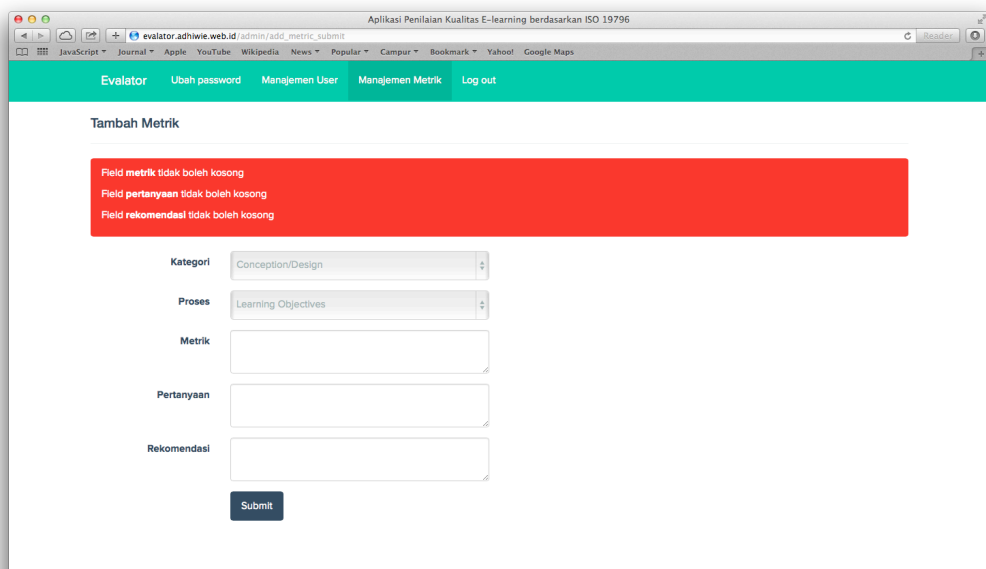 Aplikasi Penilaian Kualitas E-learning berdasarkan ISO 19796
evalator.adhiwie.web.id/admin/add_metric_submit Reader
JavaScript Journal Apple YouTube Wikipedia News Popular Campur Bookmark Yahoo! Google Maps
Evalator Ubah password Manajemen User Manajemen Metrik Log out
Tambah Metrik
Field metrik tidak boleh kosong
Field pertanyaan tidak boleh kosong
Field rekomendasi tidak boleh kosong
Kategori Conception/Design
Proses Learning Objectives
Metrik
Pertanyaan
Rekomendasi
Submit